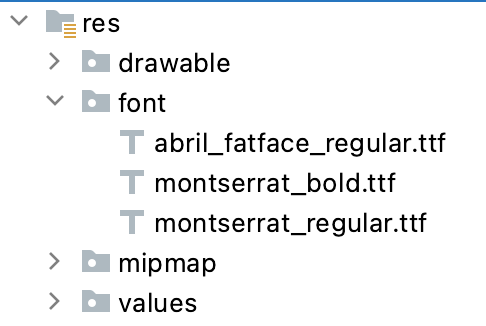 res
drawable
font
abril_fatface_regular.ttf
montserrat_bold.ttf
montserrat_regular.ttf
mipmap
values